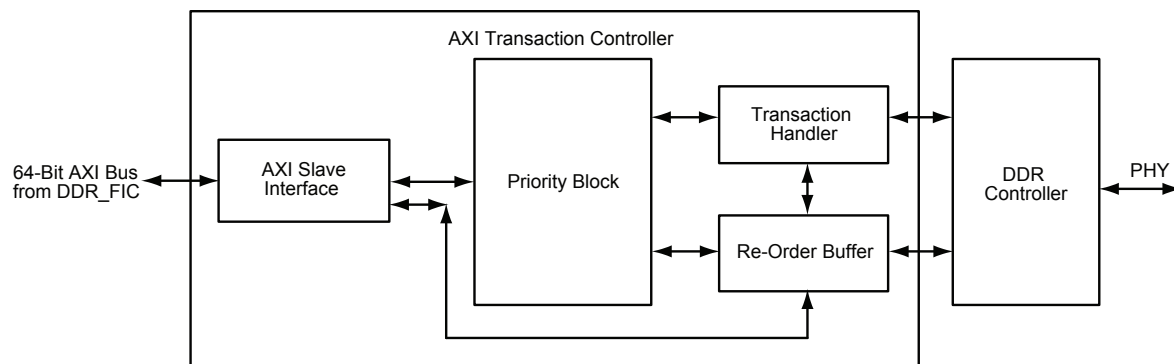 AXI Transaction Controller
64-Bit AXI Bus
from DDR_FIC
AXI Slave
Interface
Priority Block
Transaction
Handler
Re-Order Buffer
DDR
Controller
PHY